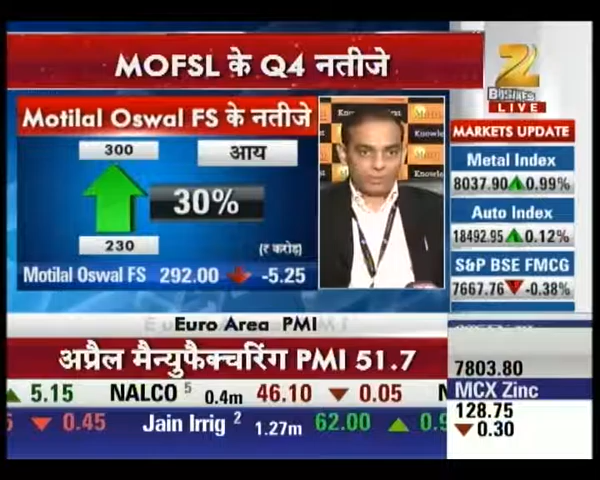 MOFSL के Q4 नतीजे
Z
BUSINESS
LIVE
Motilal Oswal FS के नतीजे
300
आय
30%
230
(र करोड़)
Motilal Oswal FS 292.00 -5.25
MARKETS UPDATE
Metal Index
8037.90 0.99%
Auto Index
18492.95 0.12%
S&P BSE FMCG
7667.76 -0.38%
Euro Area PMI
अप्रैल मैन्युफैक्चरिंग PMI 51.7
7803.80
MCX Zinc
128.75
0.30
5.15 NALCO 5 0.4m 46.10 0.05
0.45 Jain Irrig 2 1.27m 62.00